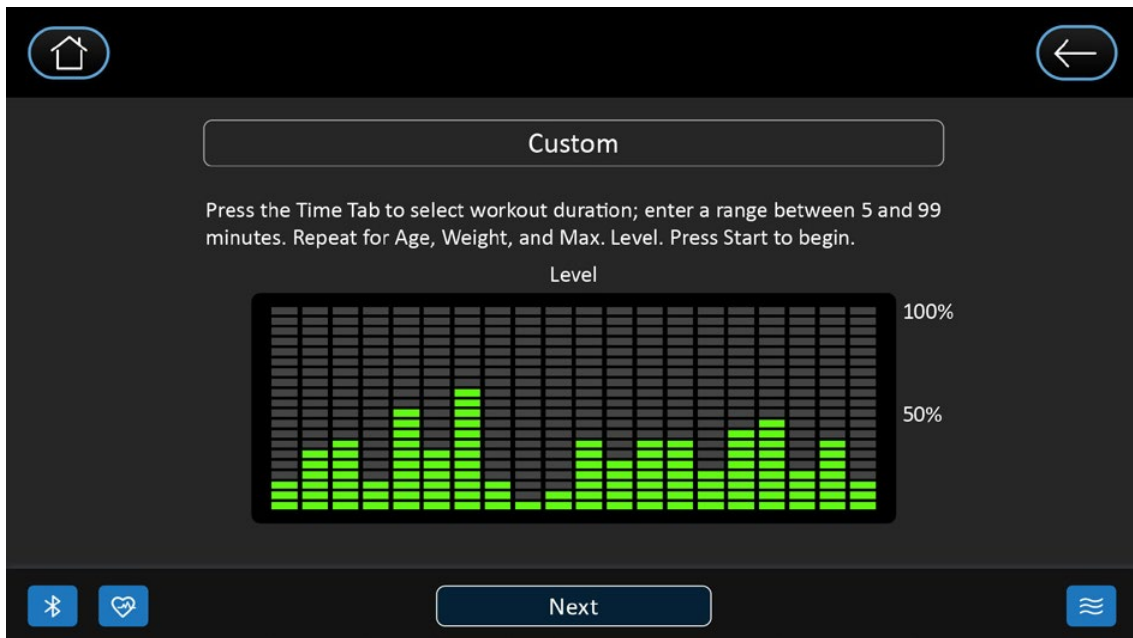 Custom
Press the Time Tab to select workout duration; enter a range between 5 and 99
minutes. Repeat for Age, Weight, and Max. Level. Press Start to begin.
Level
100%
50%
Next